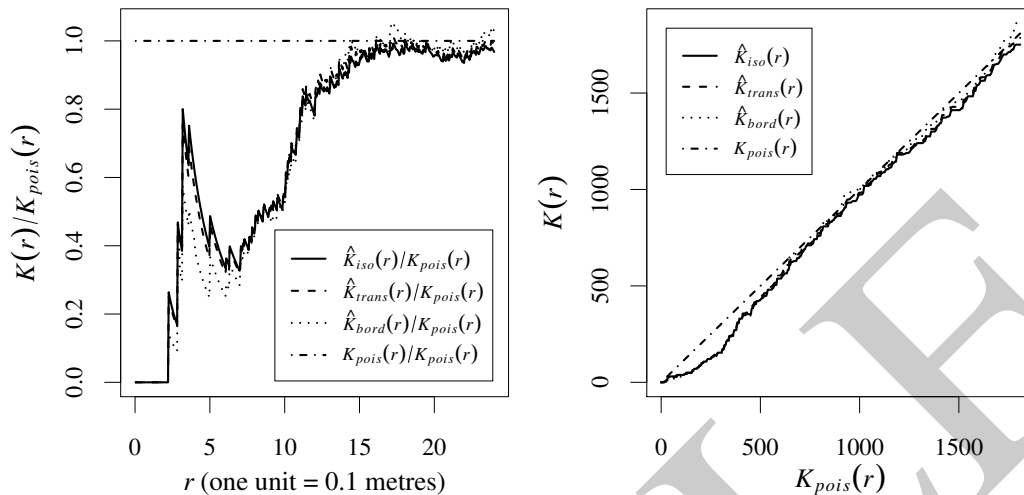 K(r)/K_pois(r)
1.0
0.8
0.6
0.4
0.2
0.0
K̂_iso(r)/K_pois(r)
K̂_trans(r)/K_pois(r)
K̂_bord(r)/K_pois(r)
K_pois(r)/K_pois(r)
0 5 10 15 20
r (one unit = 0.1 metres)
K(r)
1500
1000
500
0
K̂_iso(r)
K̂_trans(r)
K̂_bord(r)
K_pois(r)
0 500 1000 1500
K_pois(r)